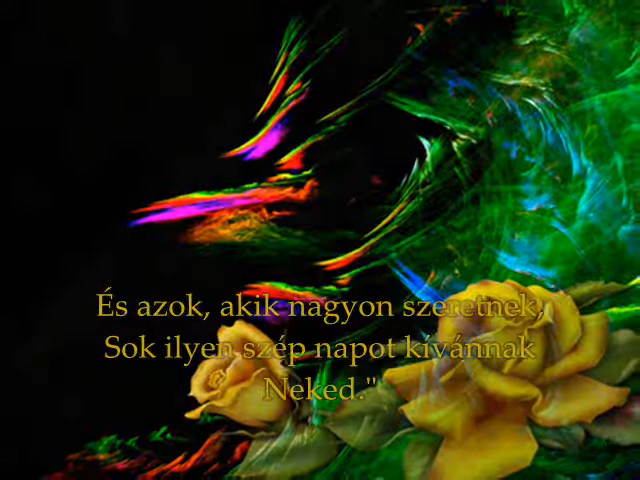 És azok, akik nagyon szeretnek,
Sok ilyen szép napot kívánnak
Neked."